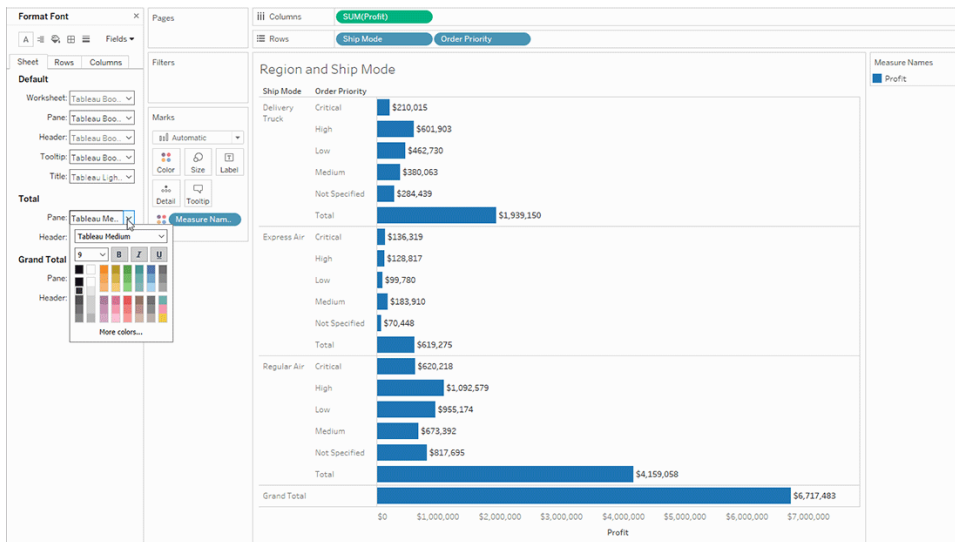 Format Font ×
A Fields ▾
Sheet Rows Columns
Default
Worksheet: Tableau Boo..
Pane: Tableau Boo..
Header: Tableau Boo..
Tooltip: Tableau Boo..
Title: Tableau Ligh..
Total
Pane: Tableau Me..
Header:
Tableau Medium
9 B I U
Grand Total
Pane:
Header:
More colors...
Pages
Filters
Marks
Automatic
Color Size Label
Detail Tooltip
Measure Nam..
Columns SUM(Profit)
Rows Ship Mode Order Priority
Region and Ship Mode
Ship Mode Order Priority
Delivery Truck Critical $210,015
High $601,903
Low $462,730
Medium $380,063
Not Specified $284,439
Total $1,939,150
Express Air Critical $136,319
High $128,817
Low $99,780
Medium $183,910
Not Specified $70,448
Total $619,275
Regular Air Critical $620,218
High $1,092,579
Low $955,174
Medium $673,392
Not Specified $817,695
Total $4,159,058
Grand Total $6,717,483
$0 $1,000,000 $2,000,000 $3,000,000 $4,000,000 $5,000,000 $6,000,000 $7,000,000
Profit
Measure Names
Profit